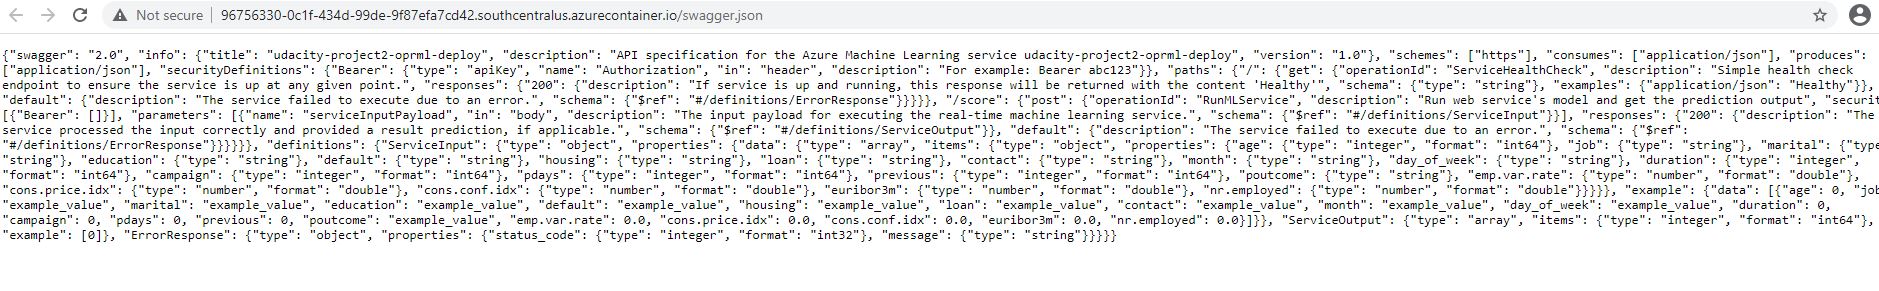 Not secure | 96756330-0c1f-434d-99de-9f87efa7cd42.southcentralus.azurecontainer.io/swagger.json
{"swagger": "2.0", "info": {"title": "udacity-project2-oprml-deploy", "description": "API specification for the Azure Machine Learning service udacity-project2-oprml-deploy", "version": "1.0"}, "schemes": ["https"], "consumes": ["application/json"], "produces":
["application/json"], "securityDefinitions": {"Bearer": {"type": "apiKey", "name": "Authorization", "in": "header", "description": "For example: Bearer abc123"}}, "paths": {"/": {"get": {"operationId": "ServiceHealthCheck", "description": "Simple health check
endpoint to ensure the service is up at any given point.", "responses": {"200": {"description": "If service is up and running, this response will be returned with the content 'Healthy'", "schema": {"type": "string"}, "examples": {"application/json": "Healthy"}},
"default": {"description": "The service failed to execute due to an error.", "schema": {"$ref": "#/definitions/ErrorResponse"}}}}}, "/score": {"post": {"operationId": "RunMLService", "description": "Run web service's model and get the prediction output", "securit
[{"Bearer": []}], "parameters": [{"name": "serviceInputPayload", "in": "body", "description": "The input payload for executing the real-time machine learning service.", "schema": {"$ref": "#/definitions/ServiceInput"}}], "responses": {"200": {"description": "The
service processed the input correctly and provided a result prediction, if applicable.", "schema": {"$ref": "#/definitions/ServiceOutput"}}, "default": {"description": "The service failed to execute due to an error.", "schema": {"$ref":
"#/definitions/ErrorResponse"}}}}}}, "definitions": {"ServiceInput": {"type": "object", "properties": {"data": {"type": "array", "items": {"type": "object", "properties": {"age": {"type": "integer", "format": "int64"}, "job": {"type": "string"}, "marital": {"type
"string"}, "education": {"type": "string"}, "default": {"type": "string"}, "housing": {"type": "string"}, "loan": {"type": "string"}, "contact": {"type": "string"}, "month": {"type": "string"}, "day_of_week": {"type": "string"}, "duration": {"type": "integer",
"format": "int64"}, "campaign": {"type": "integer", "format": "int64"}, "pdays": {"type": "integer", "format": "int64"}, "previous": {"type": "integer", "format": "int64"}, "poutcome": {"type": "string"}, "emp.var.rate": {"type": "number", "format": "double"},
"cons.price.idx": {"type": "number", "format": "double"}, "cons.conf.idx": {"type": "number", "format": "double"}, "euribor3m": {"type": "number", "format": "double"}, "nr.employed": {"type": "number", "format": "double"}}}}}, "example": {"data": [{"age": 0, "job
"example_value", "marital": "example_value", "education": "example_value", "default": "example_value", "housing": "example_value", "loan": "example_value", "contact": "example_value", "month": "example_value", "day_of_week": "example_value", "duration": 0,
"campaign": 0, "pdays": 0, "previous": 0, "poutcome": "example_value", "emp.var.rate": 0.0, "cons.price.idx": 0.0, "cons.conf.idx": 0.0, "euribor3m": 0.0, "nr.employed": 0.0}]}}, "ServiceOutput": {"type": "array", "items": {"type": "integer", "format": "int64"},
"example": [0]}, "ErrorResponse": {"type": "object", "properties": {"status_code": {"type": "integer", "format": "int32"}, "message": {"type": "string"}}}}}